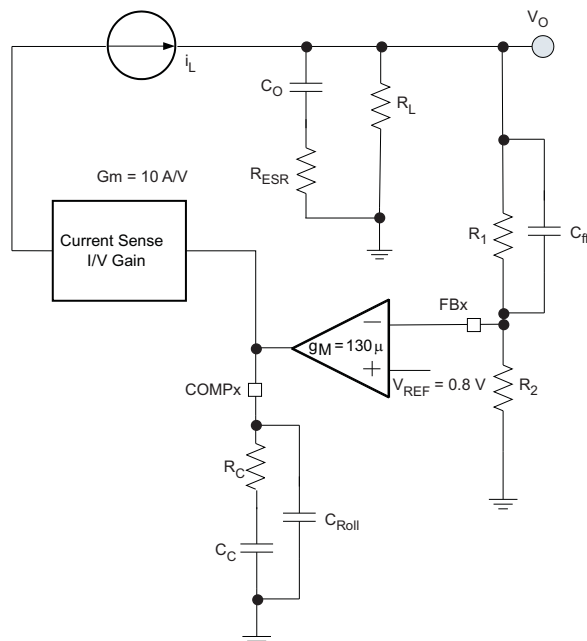 V_O
i_L
C_O
R_L
R_ESR
Gm = 10 A/V
Current Sense
I/V Gain
R_1
C_ff
FBx
g_M = 130 µ
V_REF = 0.8 V
R_2
COMPx
R_C
C_Roll
C_C